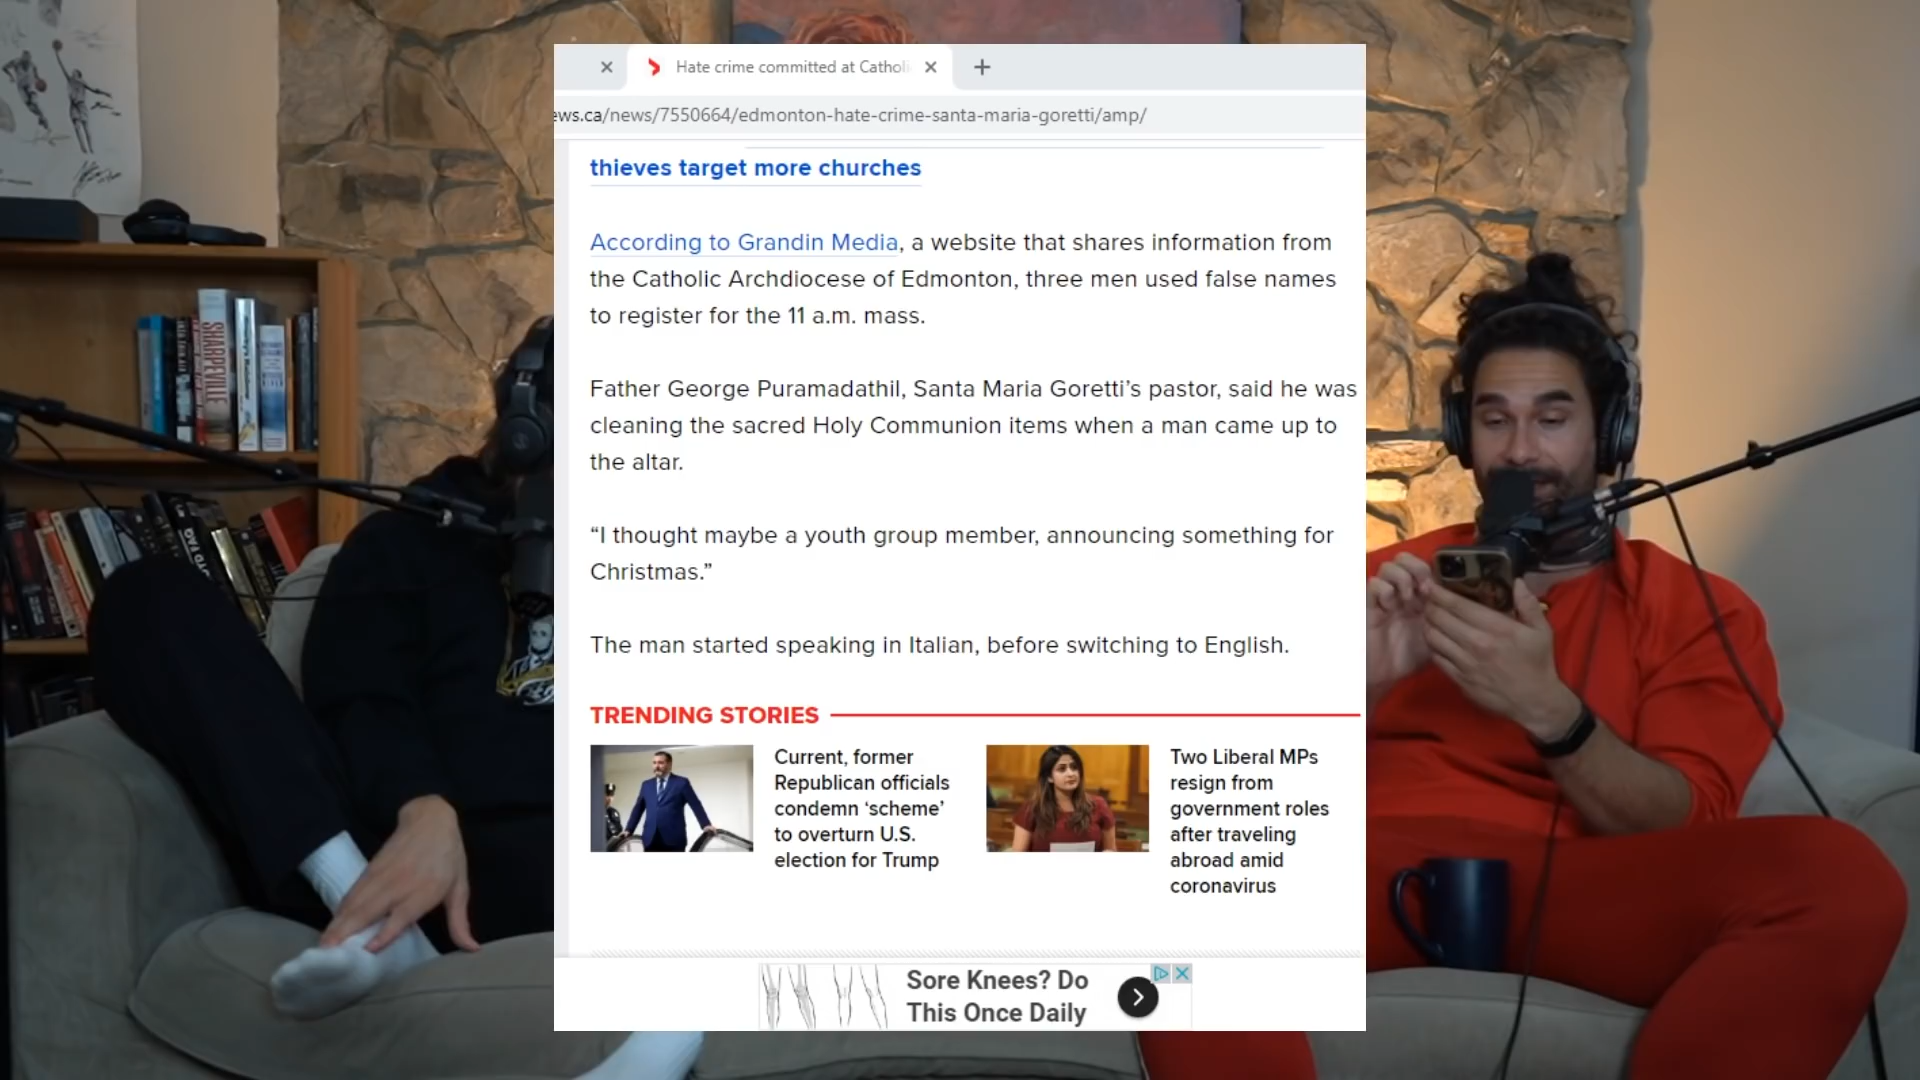 Hate crime committed at Catholi
ews.ca/news/7550664/edmonton-hate-crime-santa-maria-goretti/amp/
thieves target more churches
According to Grandin Media, a website that shares information from
the Catholic Archdiocese of Edmonton, three men used false names
to register for the 11 a.m. mass.
Father George Puramadathil, Santa Maria Goretti’s pastor, said he was
cleaning the sacred Holy Communion items when a man came up to
the altar.
“I thought maybe a youth group member, announcing something for
Christmas.”
The man started speaking in Italian, before switching to English.
TRENDING STORIES
Current, former
Republican officials
condemn ‘scheme’
to overturn U.S.
election for Trump
Two Liberal MPs
resign from
government roles
after traveling
abroad amid
coronavirus
Sore Knees? Do
This Once Daily
SHARPEVILLE